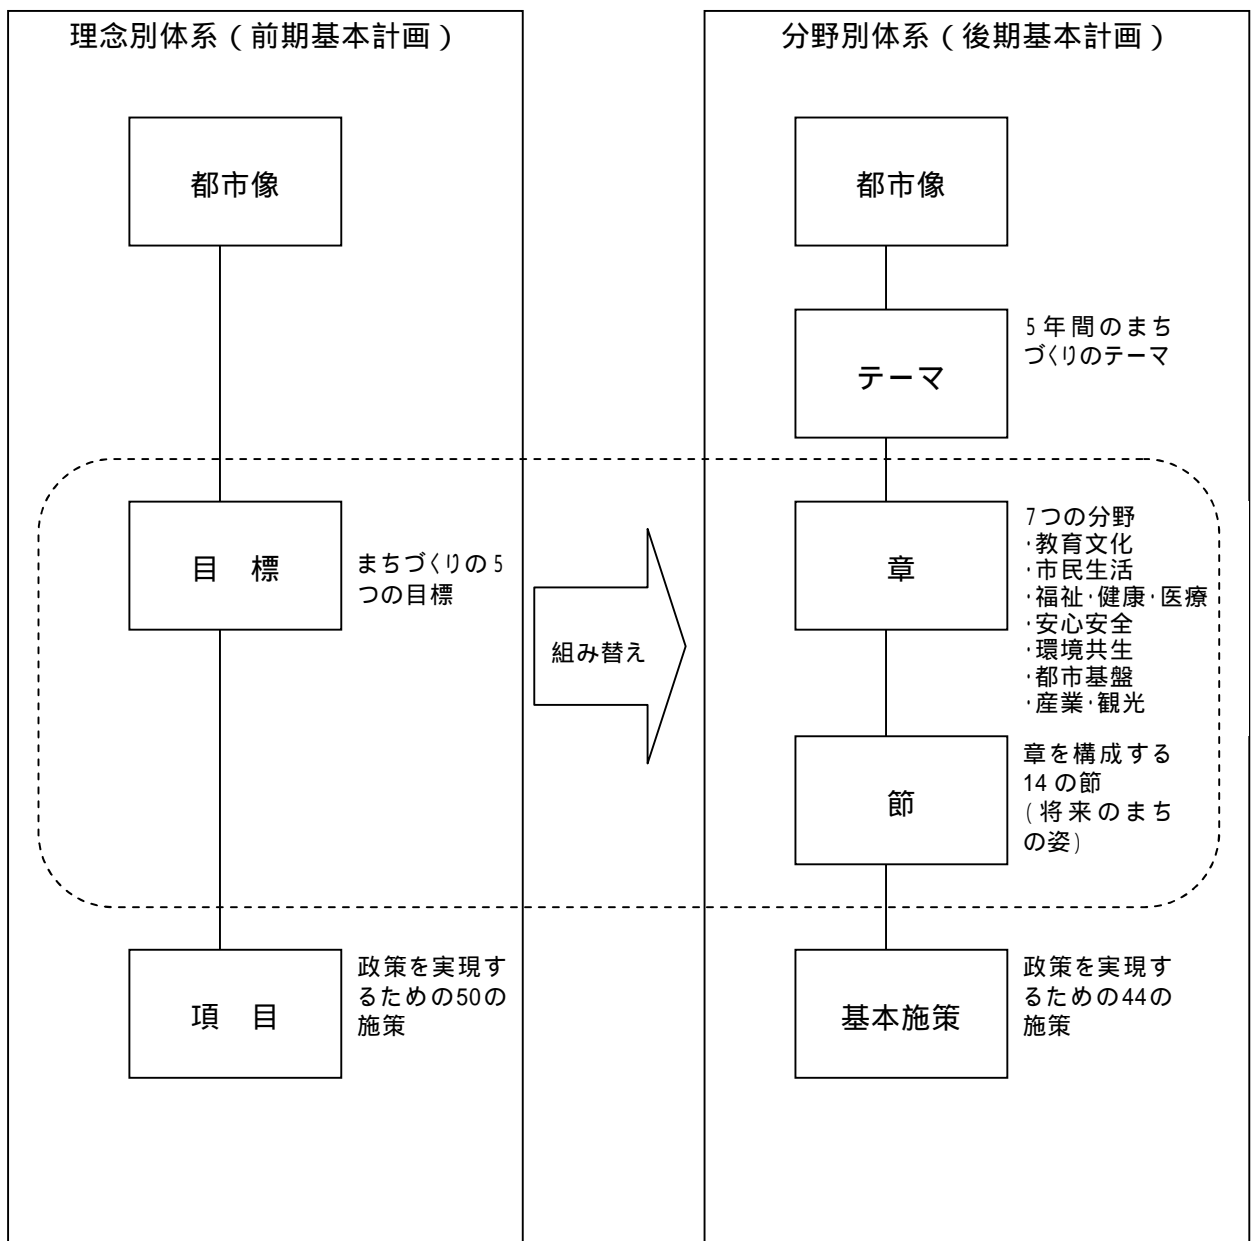 理念別体系（前期基本計画）
都市像
目　標
まちづくりの5
つの目標
項　目
政策を実現す
るための50の
施策
組み替え
分野別体系（後期基本計画）
都市像
テーマ
5年間のまち
づくりのテーマ
章
7つの分野
・教育文化
・市民生活
・福祉・健康・医療
・安心安全
・環境共生
・都市基盤
・産業・観光
節
章を構成する
14の節
（将来のまち
の姿）
基本施策
政策を実現す
るための44の
施策